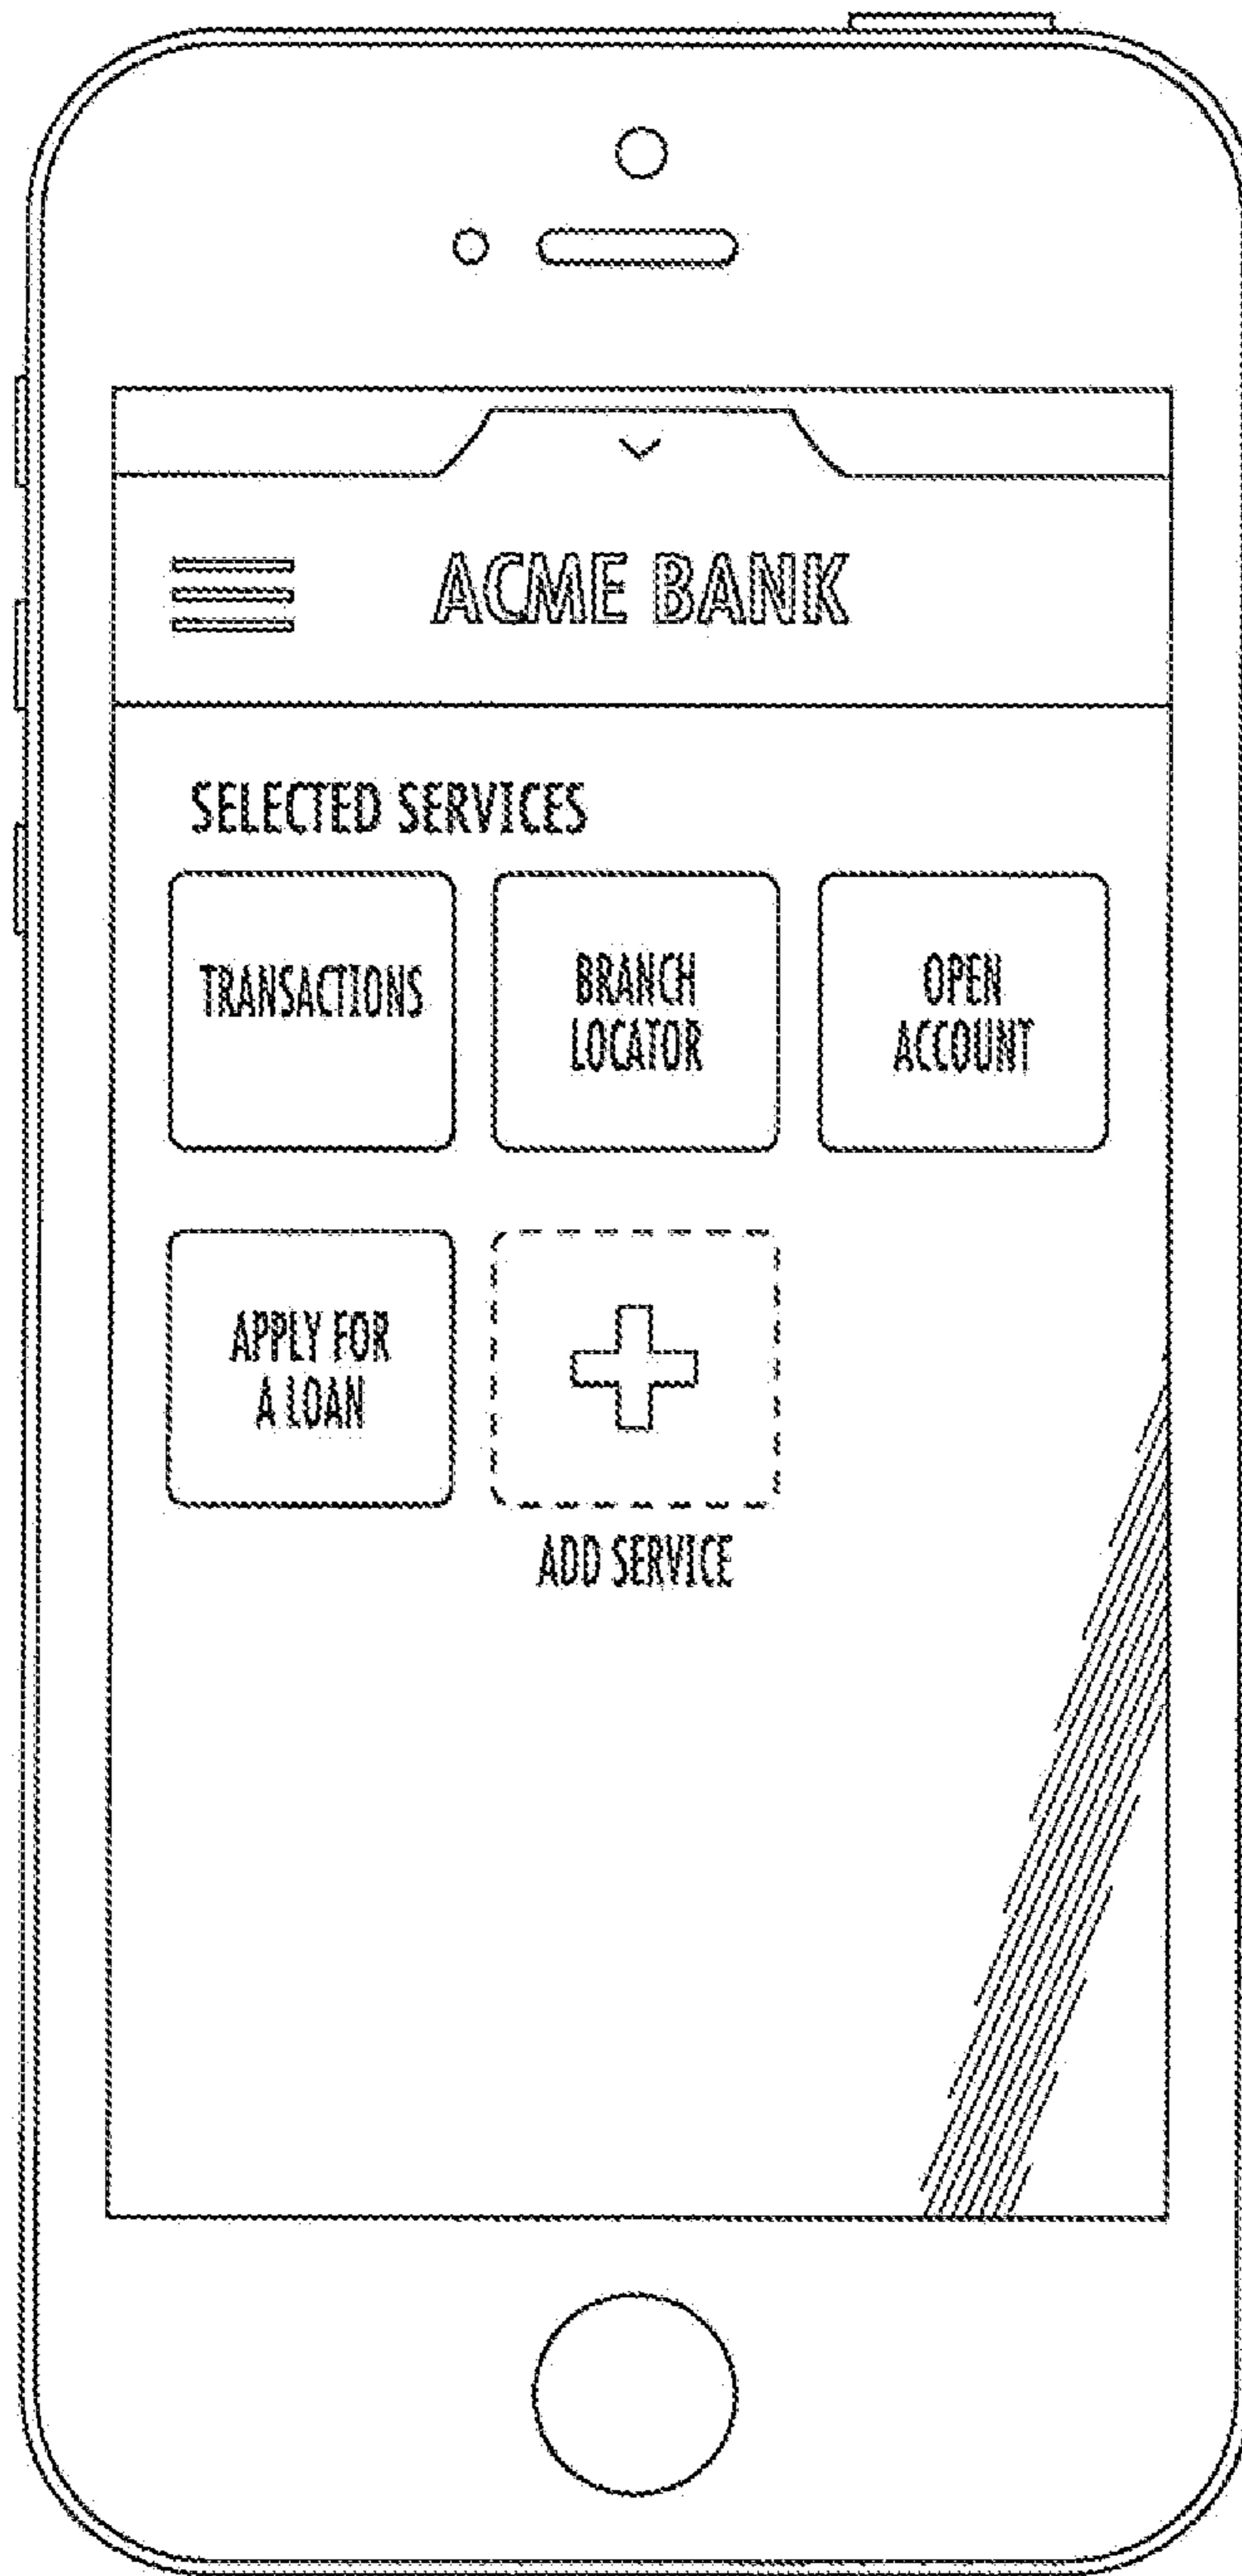 ACME BANK
SELECTED SERVICES
TRANSACTIONS
BRANCH
LOCATOR
OPEN
ACCOUNT
APPLY FOR
A LOAN
ADD SERVICE